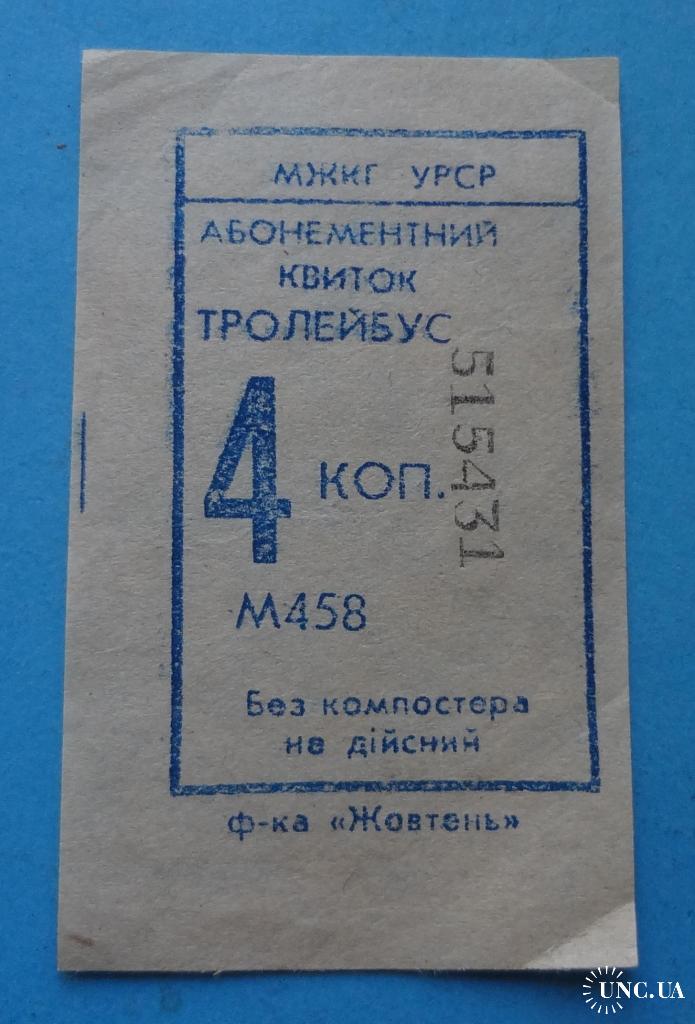 МЖКГ УРСР
АБОНЕМЕНТНИЙ
КВИТОК
ТРОЛЕЙБУС
4 КОП.
515431
М458
Без компостера
не дійсний
ф-ка «Жовтень»
UNC.UA